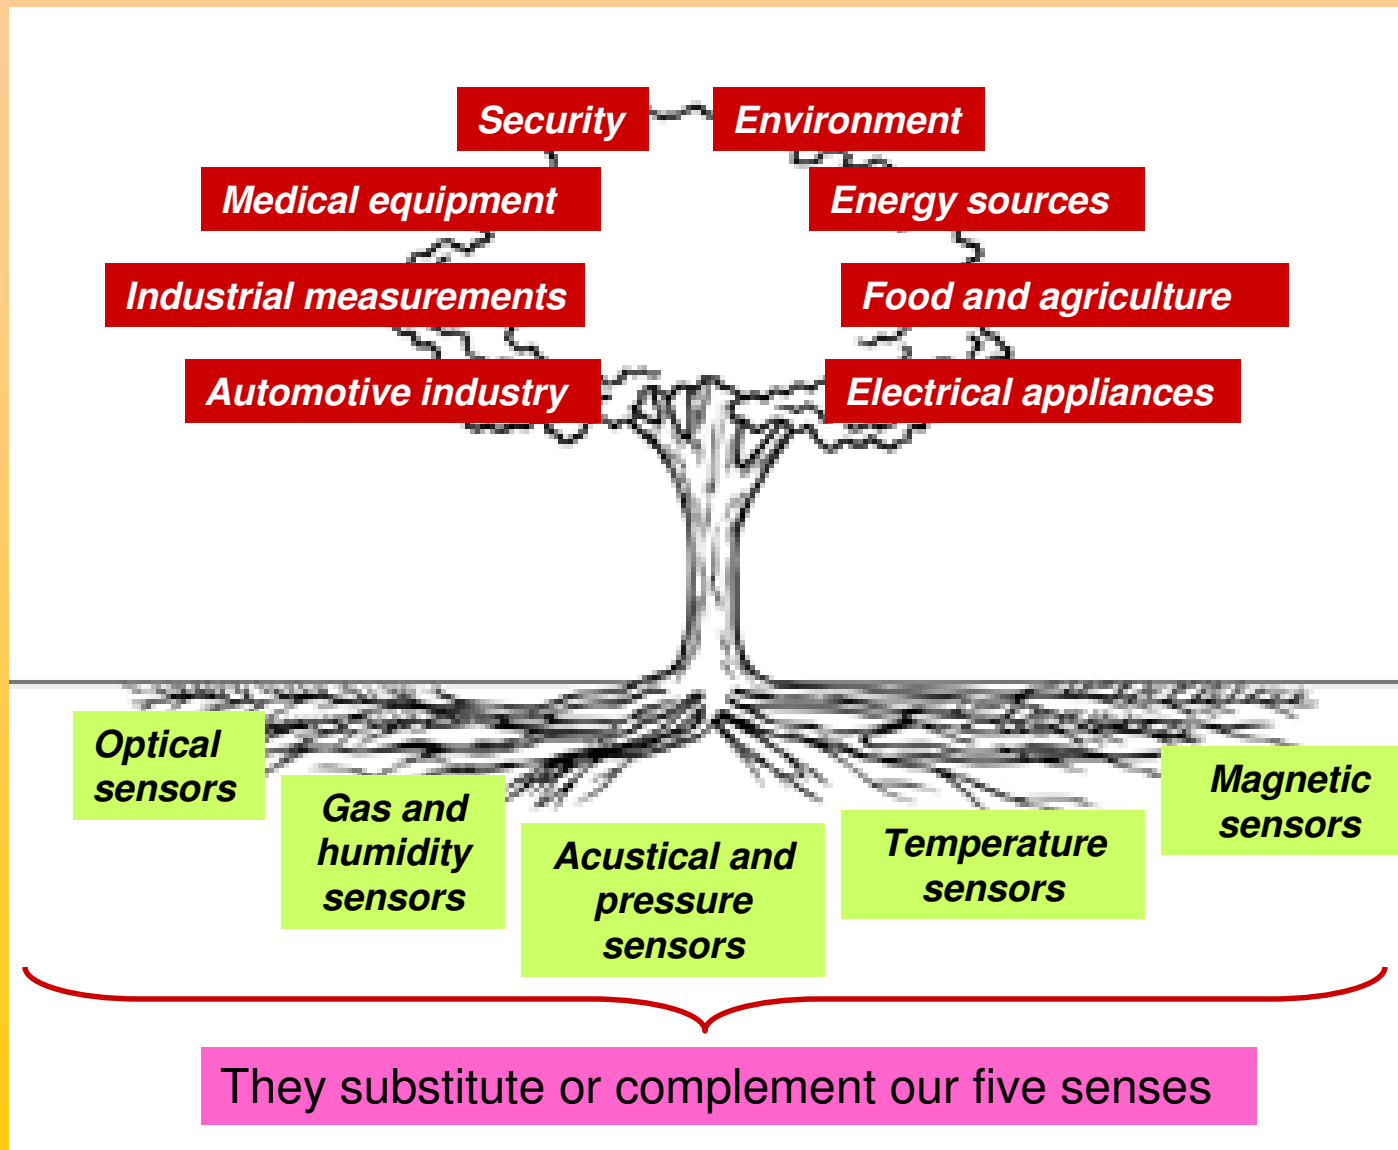 Security
Environment
Medical equipment
Energy sources
Industrial measurements
Food and agriculture
Automotive industry
Electrical appliances
Optical
sensors
Gas and
humidity
sensors
Acustical and
pressure
sensors
Temperature
sensors
Magnetic
sensors
They substitute or complement our five senses